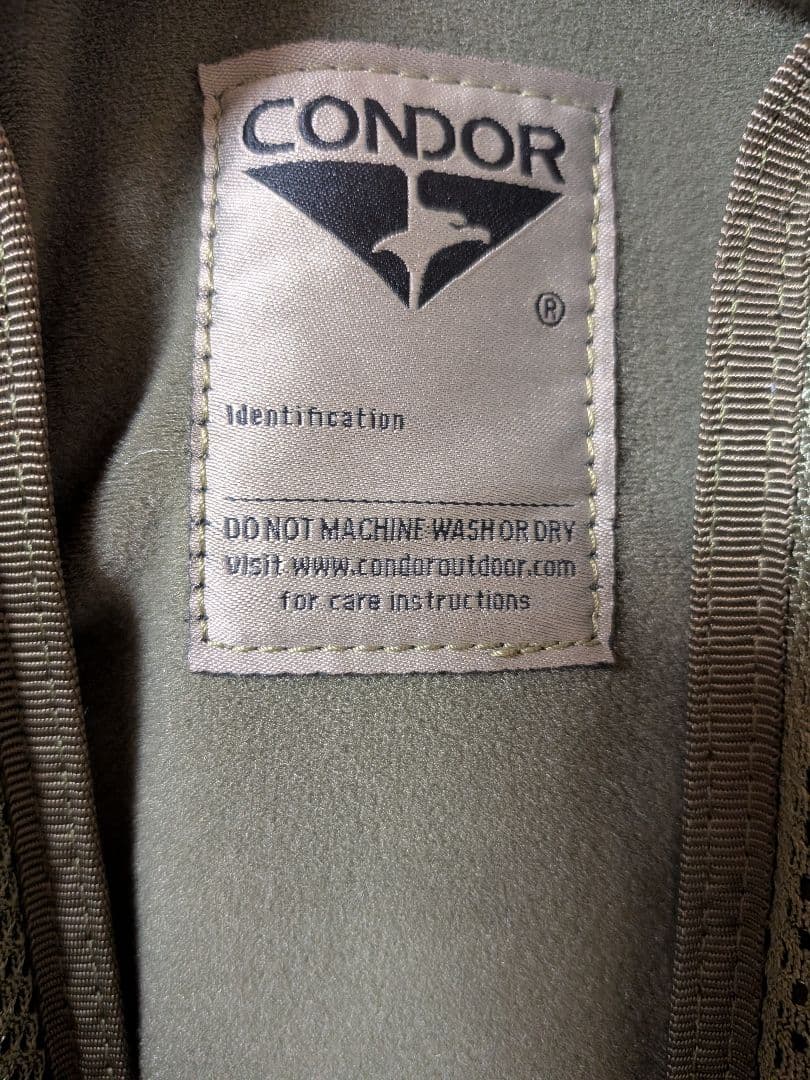 CONDOR
®
Identification
DO NOT MACHINE WASH OR DRY
visit www.condoroutdoor.com
for care instructions